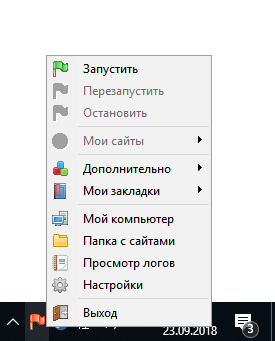 Запустить
Перезапустить
Остановить
Мои сайты
Дополнительно
Мои закладки
Мой компьютер
Папка с сайтами
Просмотр логов
Настройки
Выход
23.09.2018
3